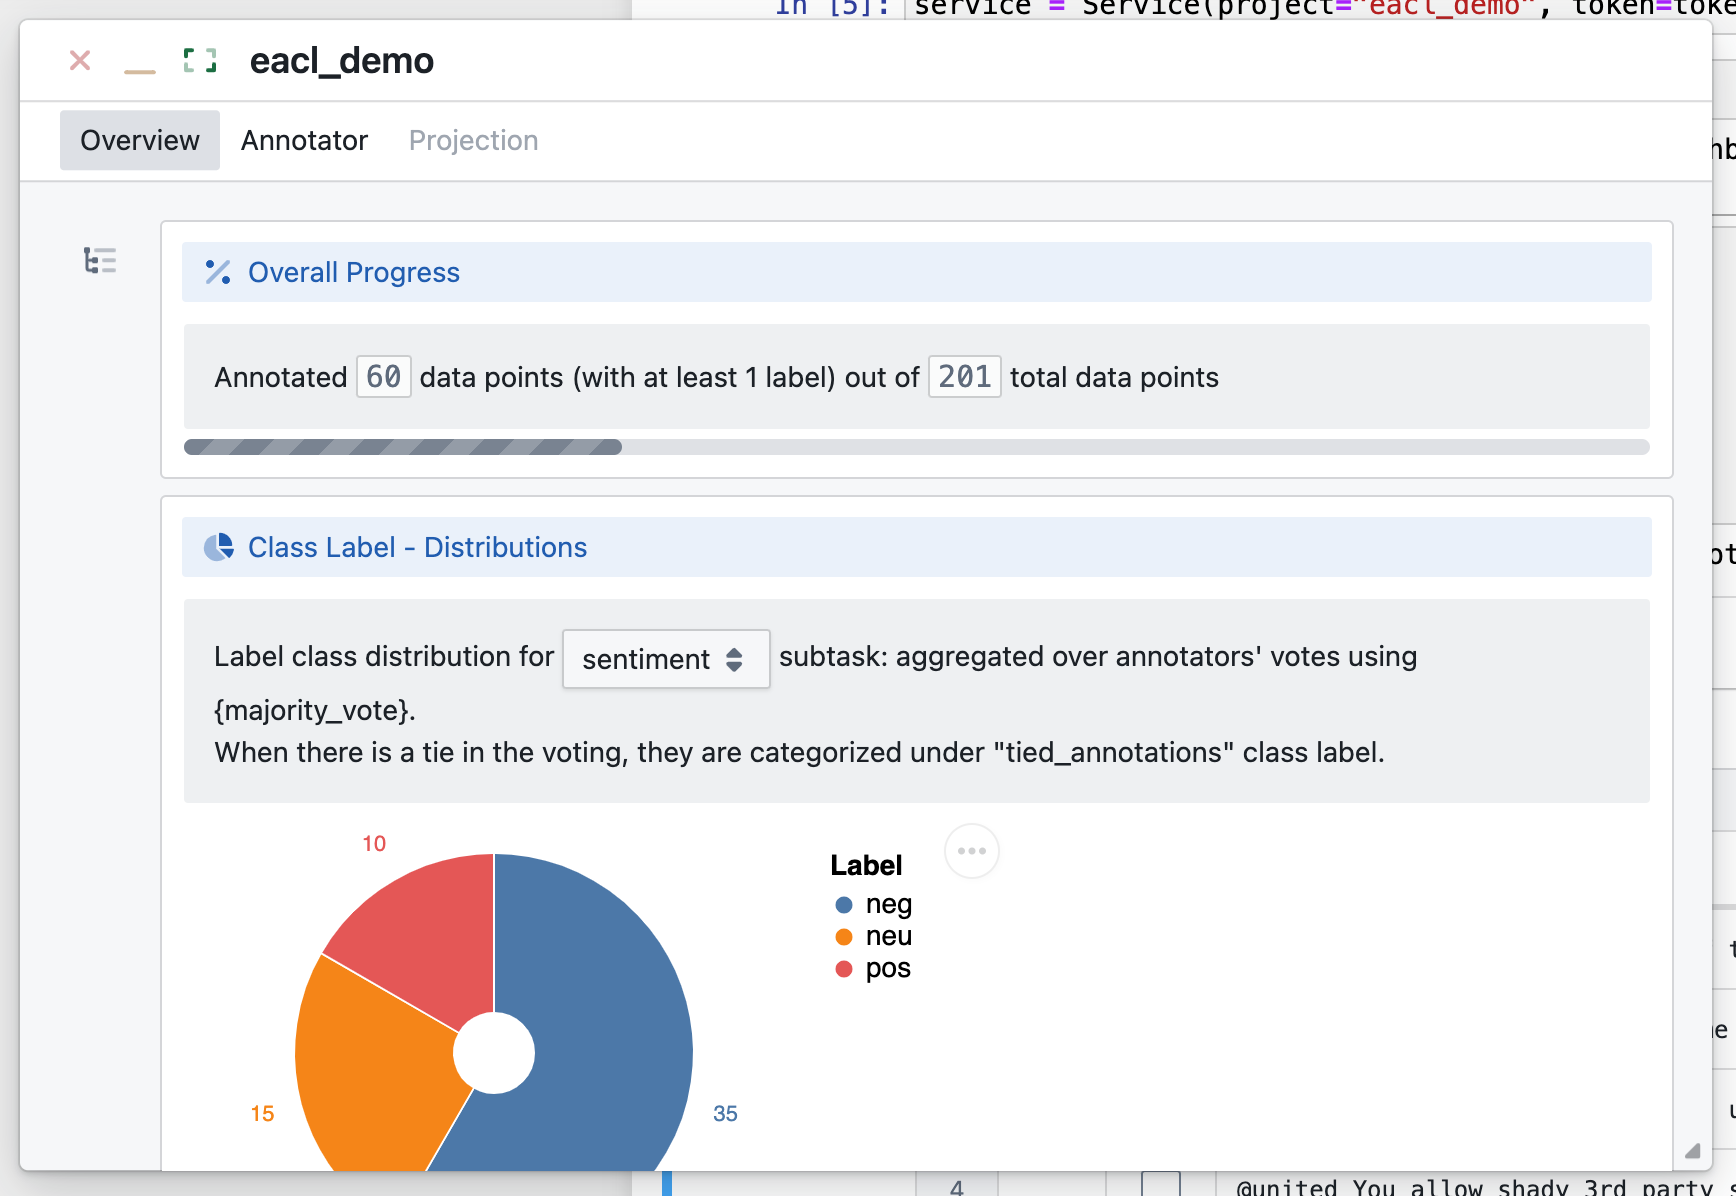 In [5]: service = Service(project="eacl_demo", token=toke
eacl_demo
Overview Annotator Projection
Overall Progress
Annotated 60 data points (with at least 1 label) out of 201 total data points
Class Label - Distributions
Label class distribution for sentiment subtask: aggregated over annotators' votes using
{majority_vote}.
When there is a tie in the voting, they are categorized under "tied_annotations" class label.
10
15
35
Label
neg
neu
pos
4 @united You allow shady 3rd party s